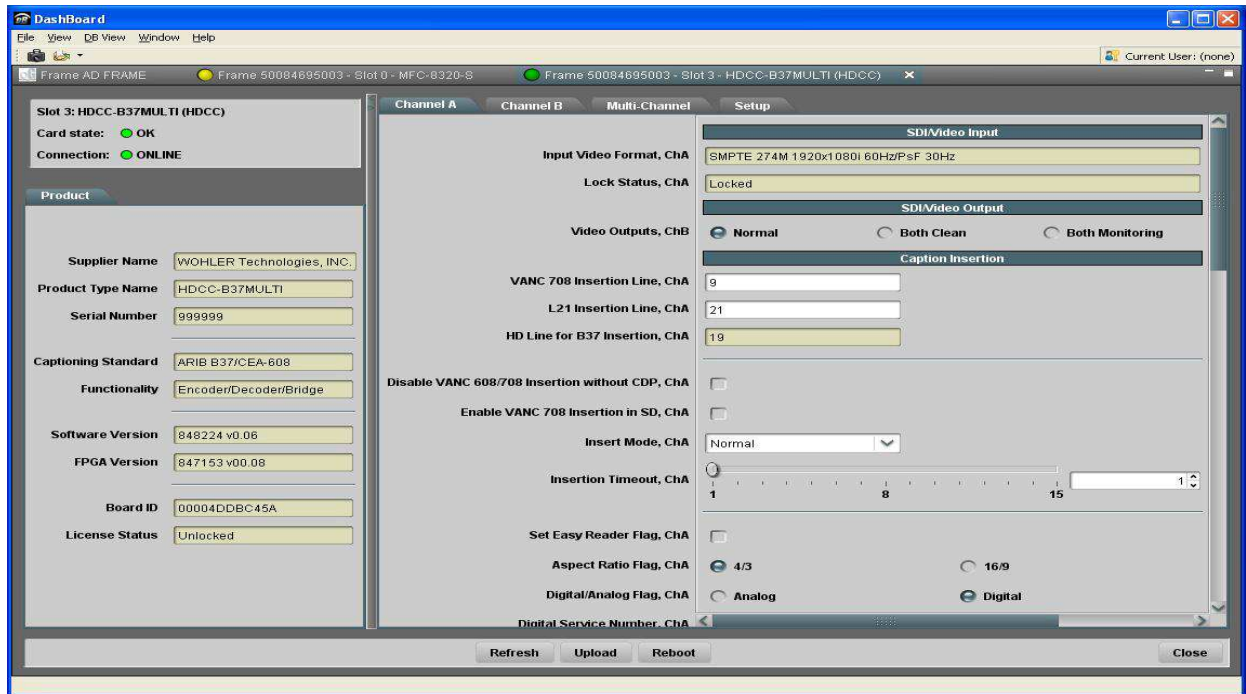 DashBoard
File View DB View Window Help
Current User: (none)
Frame AD FRAME
Frame 50084695003 - Slot 0 - MFC-8320-S
Frame 50084695003 - Slot 3 - HDCC-B37MULTI (HDCC)
Slot 3: HDCC-B37MULTI (HDCC)
Card state: OK
Connection: ONLINE
Product
Supplier Name WOHLER Technologies, INC.
Product Type Name HDCC-B37MULTI
Serial Number 999999
Captioning Standard ARIB B37/CEA-608
Functionality Encoder/Decoder/Bridge
Software Version 848224 v0.06
FPGA Version 847153 v00.08
Board ID 00004DDBC45A
License Status Unlocked
Channel A Channel B Multi-Channel Setup
SDI/Video Input
Input Video Format, ChA SMPTE 274M 1920x1080i 60Hz/PsF 30Hz
Lock Status, ChA Locked
SDI/Video Output
Video Outputs, ChB Normal Both Clean Both Monitoring
Caption Insertion
VANC 708 Insertion Line, ChA 9
L21 Insertion Line, ChA 21
HD Line for B37 Insertion, ChA 19
Disable VANC 608/708 Insertion without CDP, ChA
Enable VANC 708 Insertion in SD, ChA
Insert Mode, ChA Normal
Insertion Timeout, ChA 1
1 8 15
Set Easy Reader Flag, ChA
Aspect Ratio Flag, ChA 4/3 16/9
Digital/Analog Flag, ChA Analog Digital
Digital Service Number, ChA
Refresh Upload Reboot Close